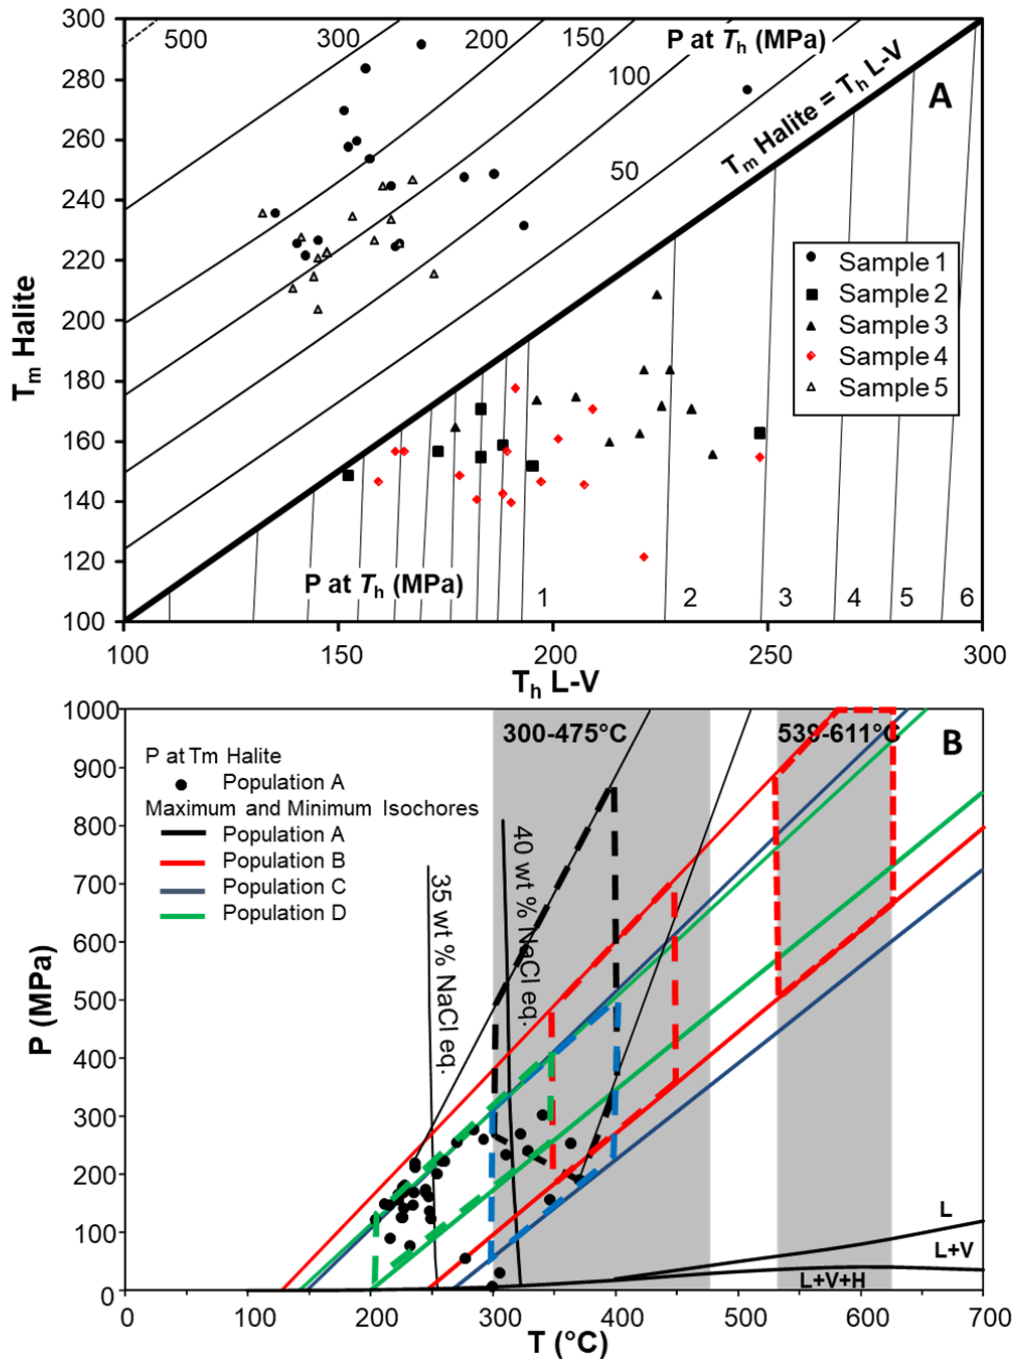 300
280
260
240
220
200
180
160
140
120
100
Tm Halite
500
300
200
150
P at Th (MPa)
100
50
Tm Halite = Th L-V
A
Sample 1
Sample 2
Sample 3
Sample 4
Sample 5
P at Th (MPa)
1
2
3
4
5
6
100
150
200
250
300
Th L-V
1000
900
800
700
600
500
400
300
200
100
0
P (MPa)
P at Tm Halite
Population A
Maximum and Minimum Isochores
Population A
Population B
Population C
Population D
35 wt % NaCl eq.
40 wt % NaCl eq.
300-475°C
539-611°C
B
L
L+V
L+V+H
0
100
200
300
400
500
600
700
T (°C)